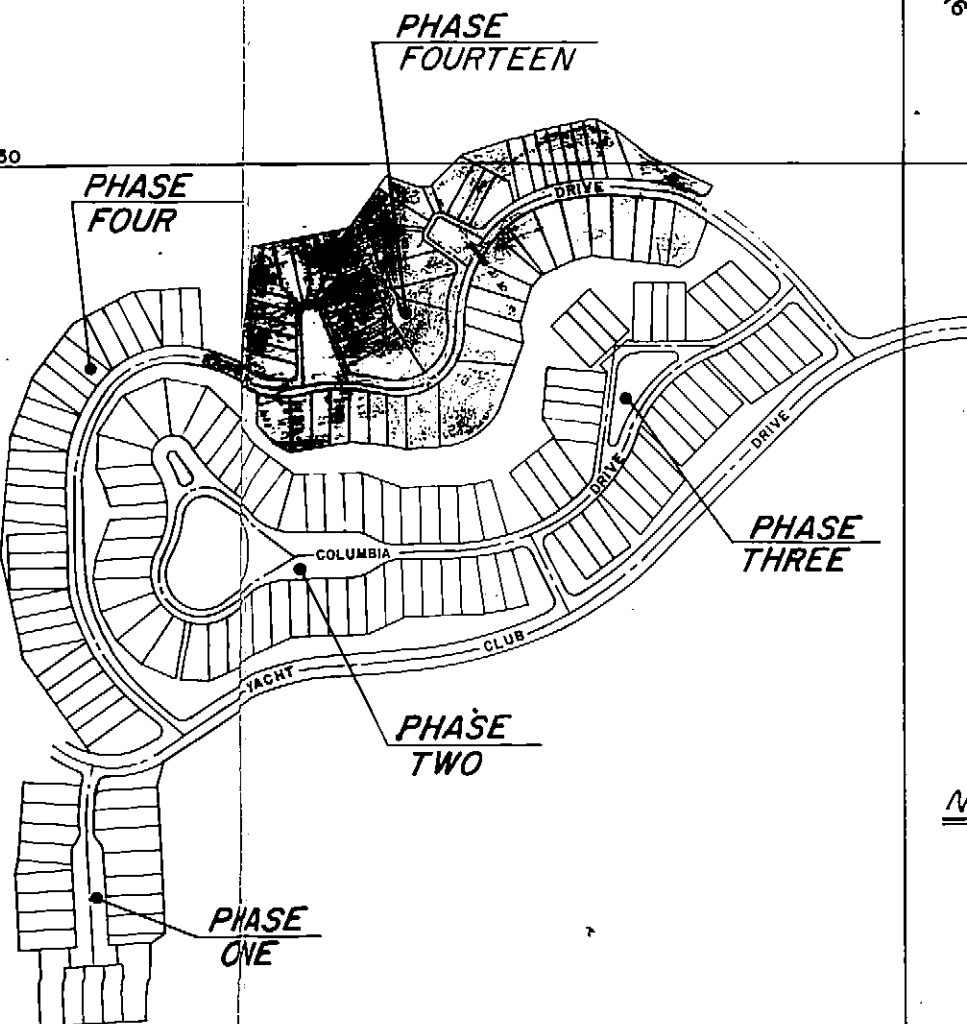 PHASE
FOURTEEN
PHASE
FOUR
DRIVE
PHASE
THREE
DRIVE
DRIVE
COLUMBIA
CLUB
YACHT
PHASE
TWO
PHASE
ONE